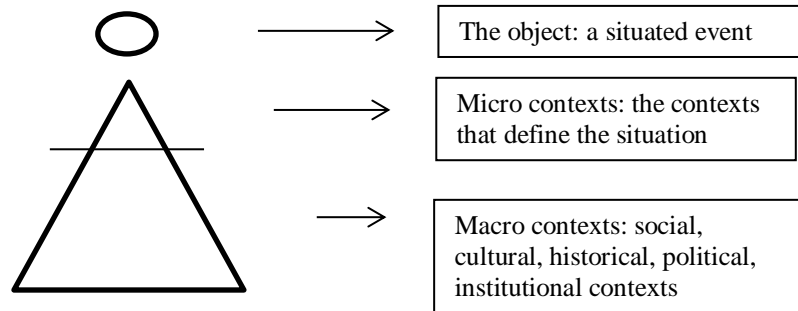 The object: a situated event
Micro contexts: the contexts
that define the situation
Macro contexts: social,
cultural, historical, political,
institutional contexts